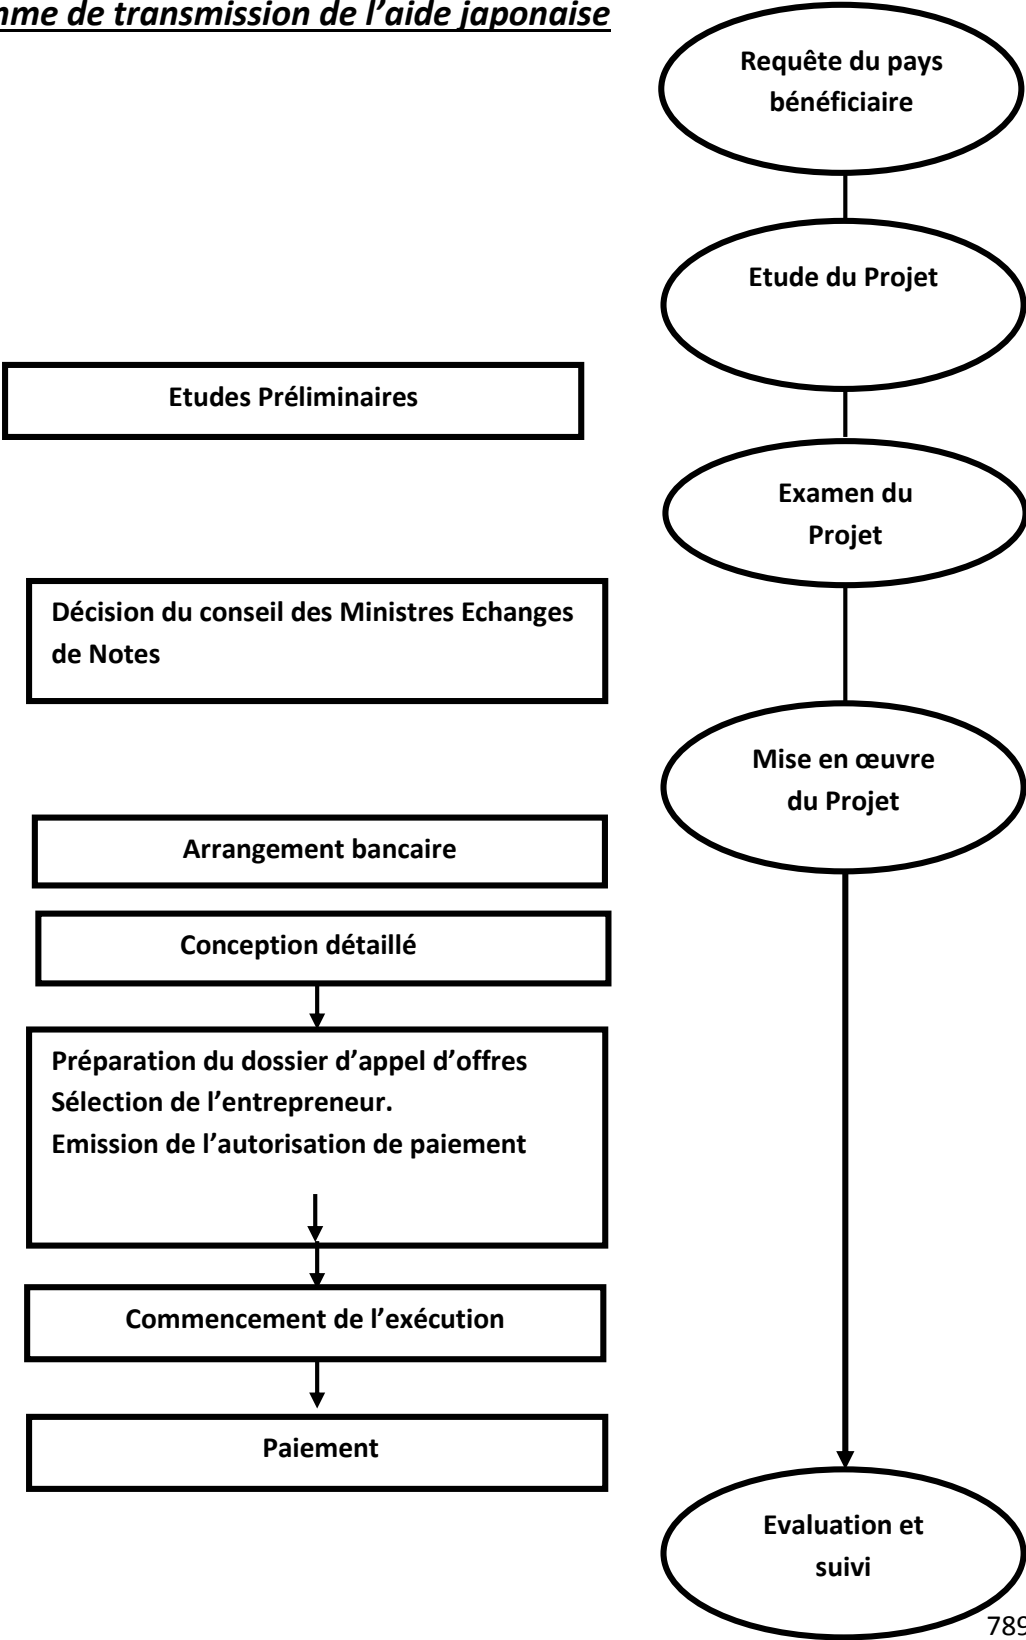 de transmission de l’aide japonaise
Requête du pays
bénéficiaire
Etude du Projet
Etudes Préliminaires
Examen du
Projet
Décision du conseil des Ministres Echanges
de Notes
Mise en œuvre
du Projet
Arrangement bancaire
Conception détaillé
Préparation du dossier d’appel d’offres
Sélection de l’entrepreneur.
Emission de l’autorisation de paiement
Commencement de l’exécution
Paiement
Evaluation et
suivi
789